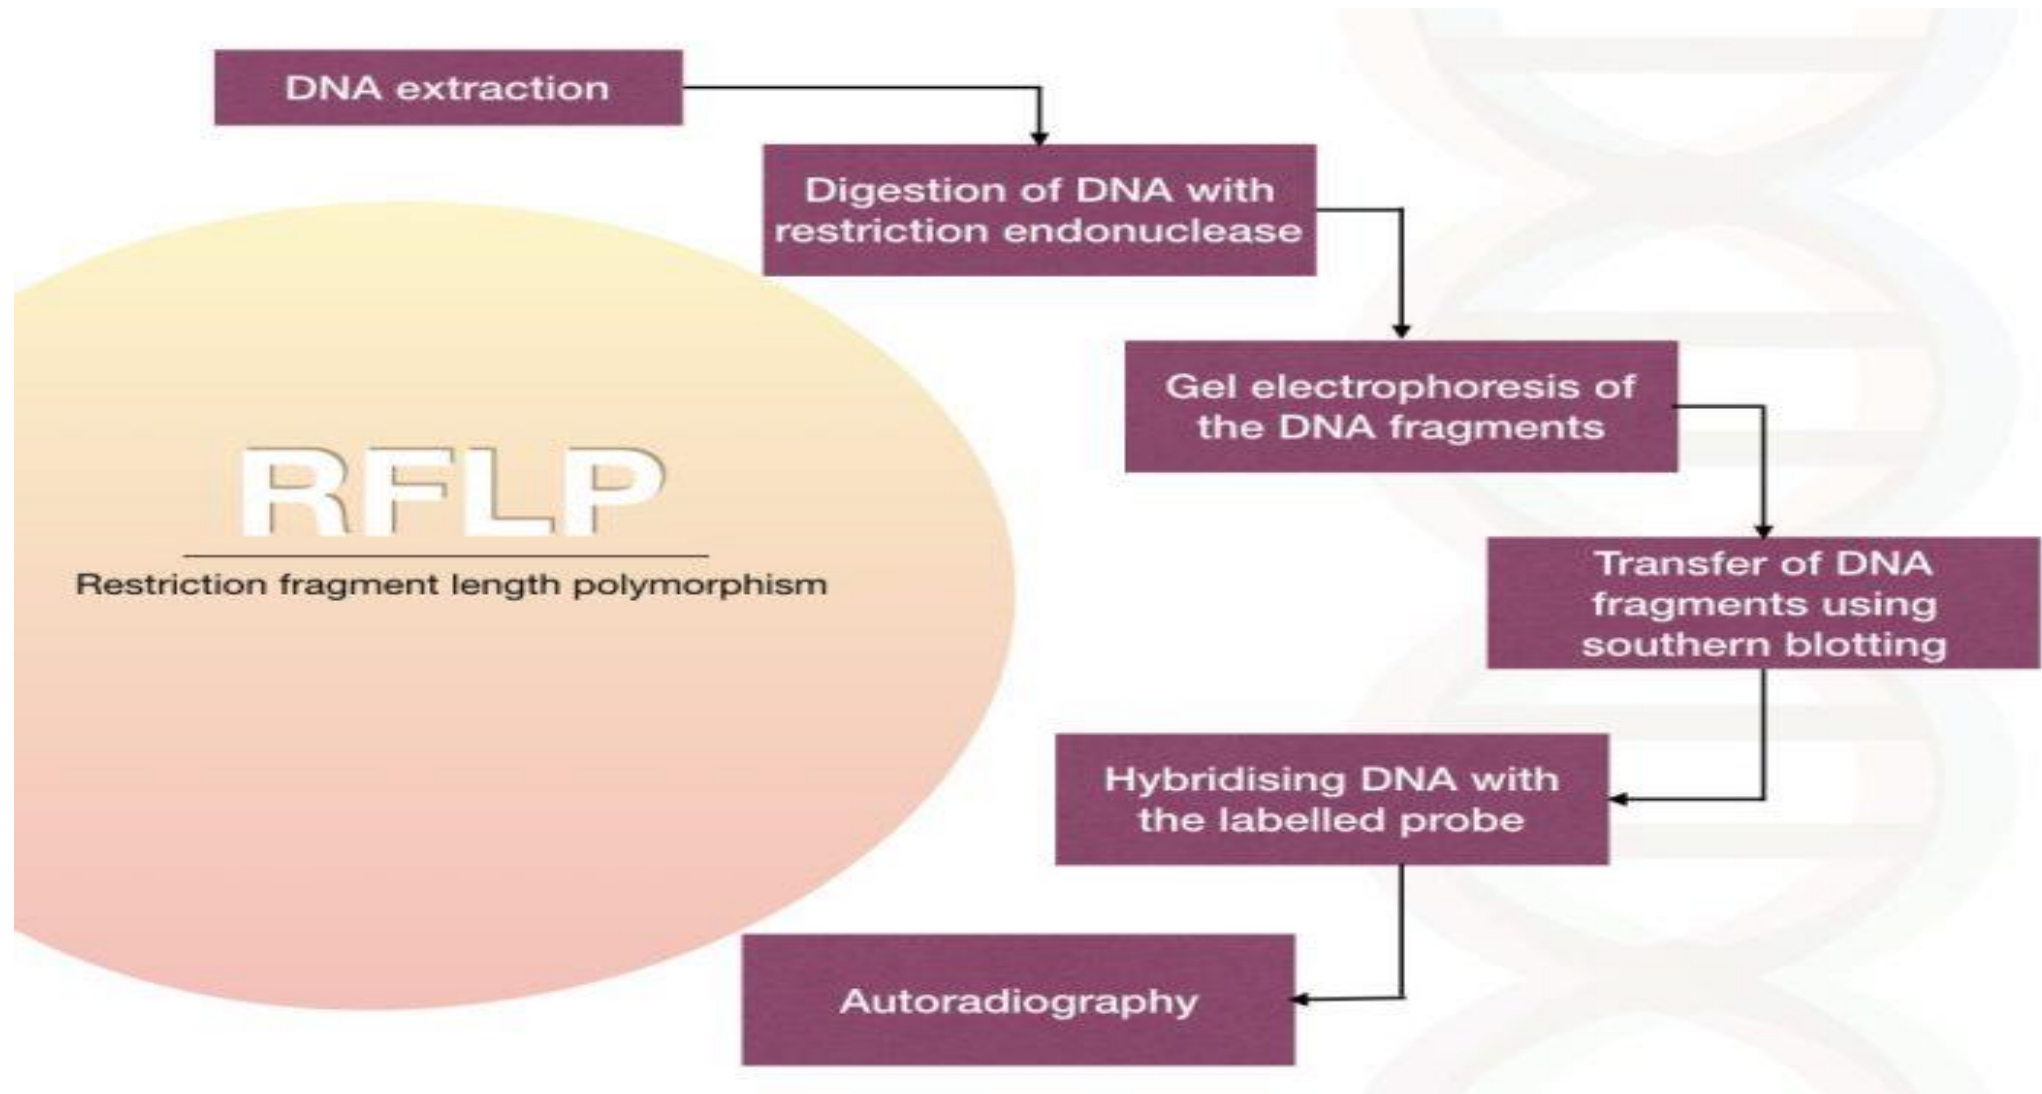 DNA extraction
Digestion of DNA with
restriction endonuclease
Gel electrophoresis of
the DNA fragments
RFLP
Restriction fragment length polymorphism
Transfer of DNA
fragments using
southern blotting
Hybridising DNA with
the labelled probe
Autoradiography